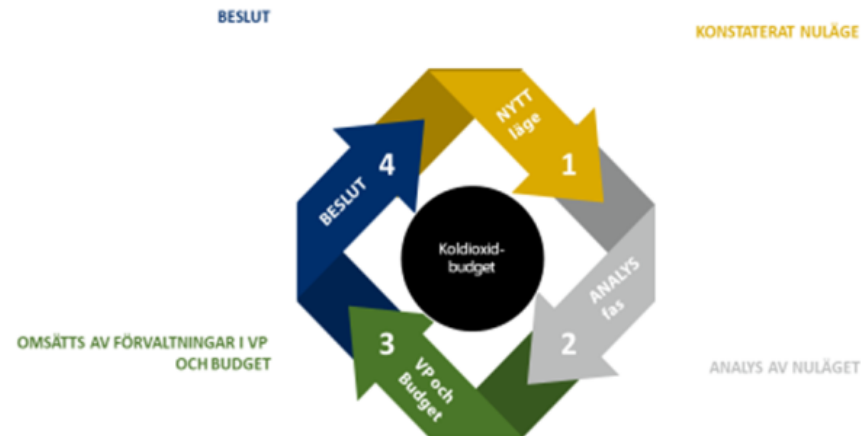 BESLUT
KONSTATERAT NULÄGE
NYTT
läge
1
4
BESLUT
Koldioxid-
budget
ANALYS
fas
2
3
VP och
Budget
OMSÄTTS AV FÖRVALTNINGAR I VP
OCH BUDGET
ANALYS AV NULÄGET